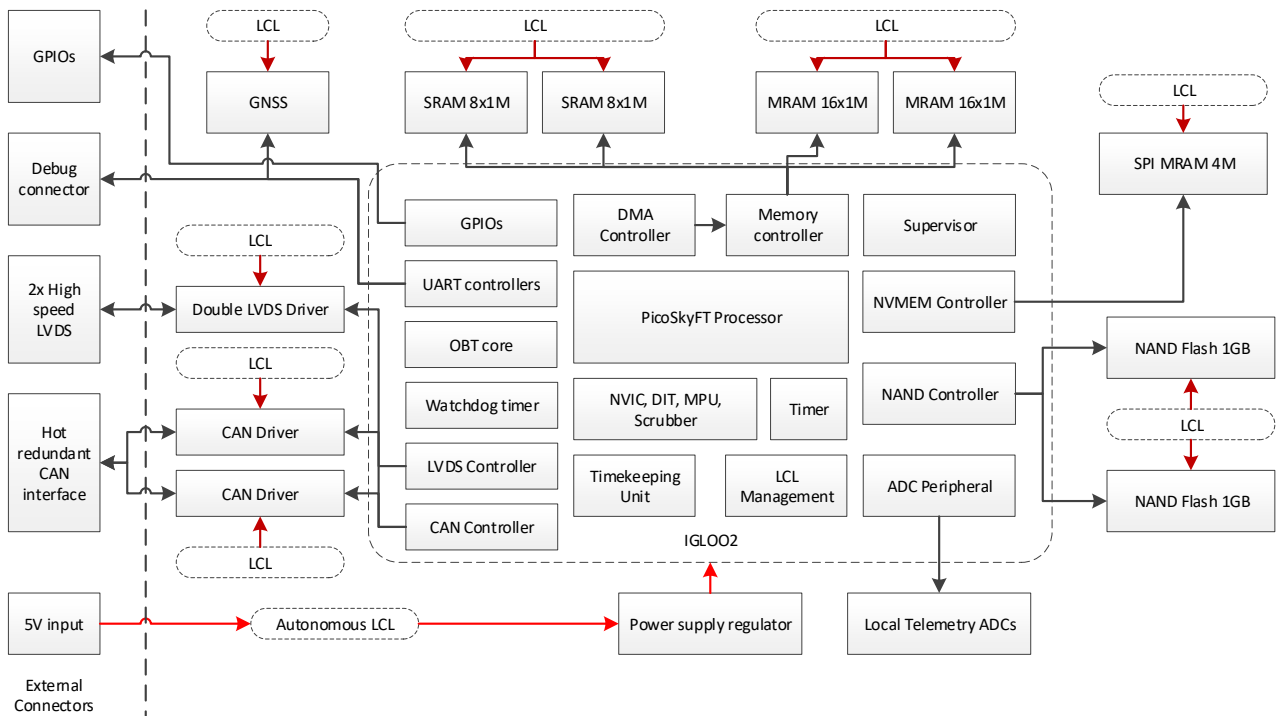 LCL
LCL
LCL
GPIOs
GNSS
SRAM 8x1M
SRAM 8x1M
MRAM 16x1M
MRAM 16x1M
LCL
SPI MRAM 4M
Debug
connector
GPIOs
DMA
Controller
Memory
controller
Supervisor
LCL
UART controllers
2x High
speed
LVDS
Double LVDS Driver
PicoSkyFT Processor
NVMEM Controller
OBT core
LCL
NAND Flash 1GB
Watchdog timer
NVIC, DIT, MPU,
Scrubber
Timer
NAND Controller
LCL
Hot
redundant
CAN
interface
CAN Driver
LVDS Controller
Timekeeping
Unit
LCL
Management
ADC Peripheral
CAN Driver
NAND Flash 1GB
CAN Controller
IGLOO2
LCL
5V input
Autonomous LCL
Power supply regulator
Local Telemetry ADCs
External
Connectors